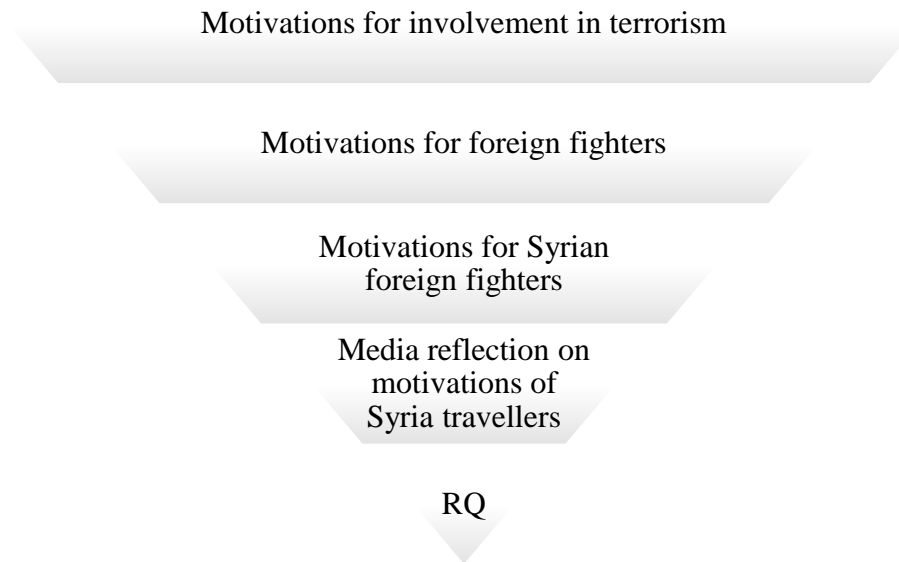 Motivations for involvement in terrorism
Motivations for foreign fighters
Motivations for Syrian
foreign fighters
Media reflection on
motivations of
Syria travellers
RQ